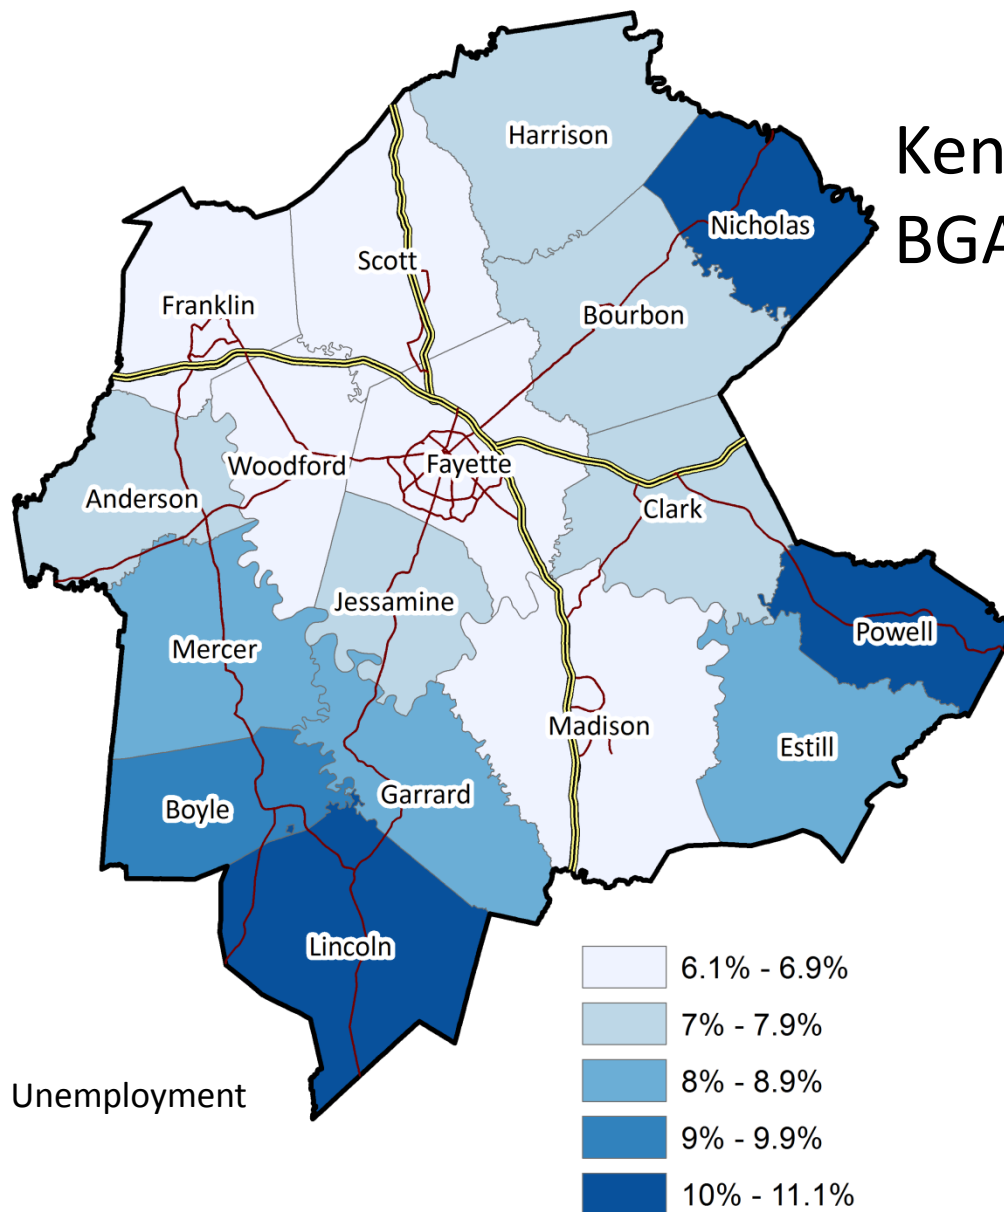 Harrison
Ken
BGA
Nicholas
Scott
Franklin
Bourbon
Woodford
Fayette
Anderson
Clark
Jessamine
Powell
Mercer
Madison
Estill
Garrard
Boyle
Lincoln
6.1% - 6.9%
7% - 7.9%
8% - 8.9%
Unemployment
9% - 9.9%
10% - 11.1%